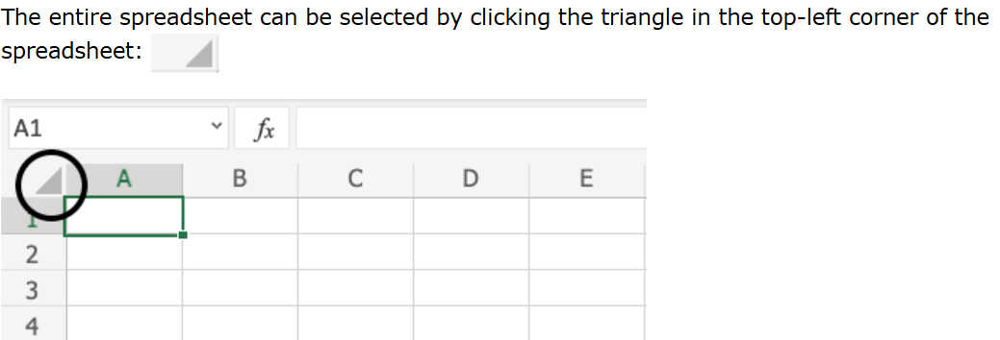 The entire spreadsheet can be selected by clicking the triangle in the top-left corner of the
spreadsheet:
A1 fx
A B C D E
1
2
3
4